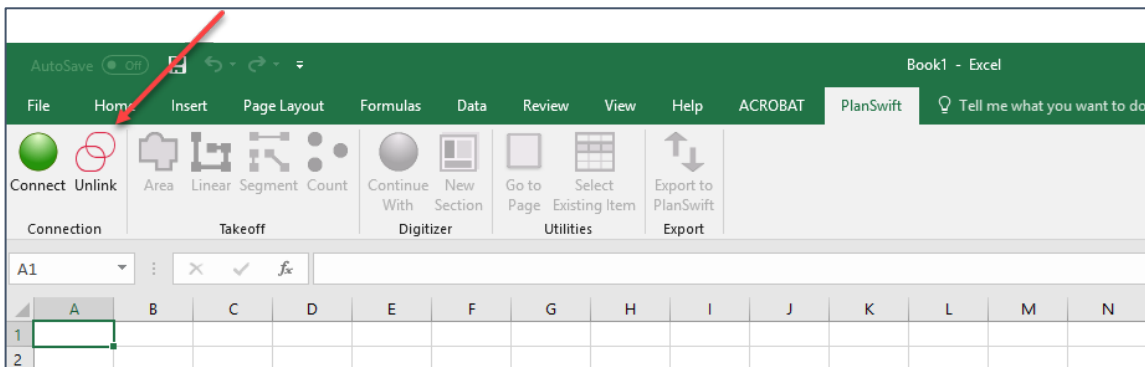 AutoSave Off Book1 - Excel
File Home Insert Page Layout Formulas Data Review View Help ACROBAT PlanSwift Tell me what you want to do
Connect Unlink Area Linear Segment Count Continue With New Section Go to Page Select Existing Item Export to PlanSwift
Connection Takeoff Digitizer Utilities Export
A1 fx
A B C D E F G H I J K L M N
1
2